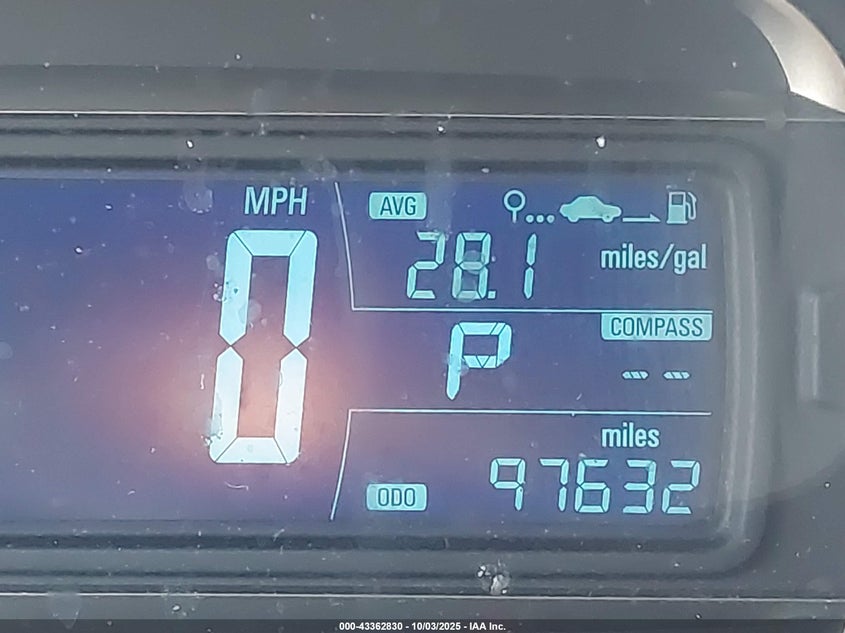 MPH
AVG
0
28.1
miles/gal
P
COMPASS
-- --
miles
ODO
97632
000-43362830 - 10/03/2025 - IAA Inc.